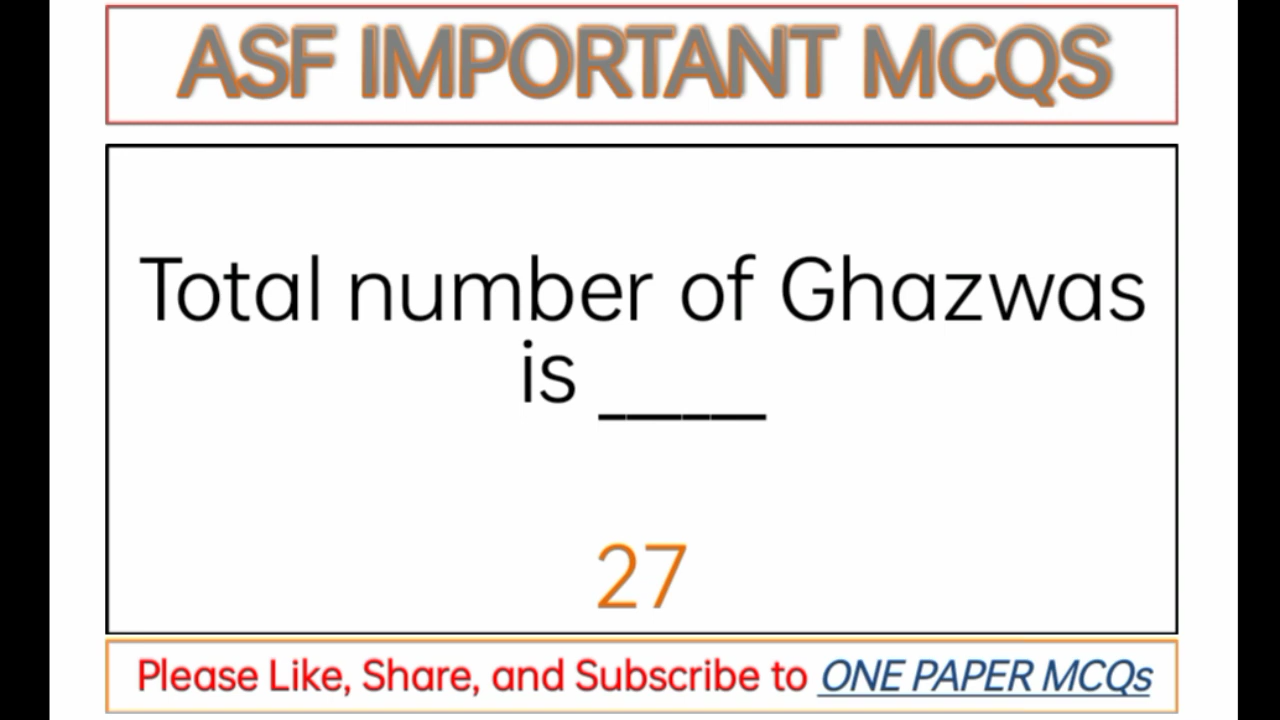 ASF IMPORTANT MCQS
Total number of Ghazwas
is ____
27
Please Like, Share, and Subscribe to ONE PAPER MCQs